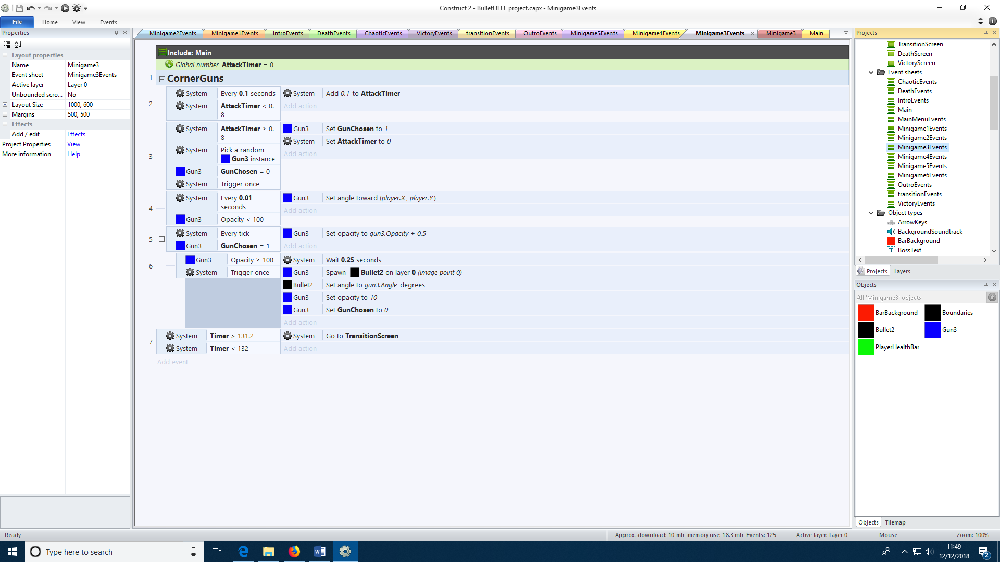 Construct 2 - BulletHELL project.capx - Minigame3Events
File Home View Events
Properties
Layout properties
Name Minigame3
Event sheet Minigame3Events
Active layer Layer 0
Unbounded scro... No
Layout Size 1000, 600
Margins 500, 500
Effects
Add / edit Effects
Project Properties View
More information Help
Minigame2Events Minigame1Events IntroEvents DeathEvents ChaoticEvents VictoryEvents transitionEvents OutroEvents Minigame5Events Minigame4Events Minigame3Events Minigame3 Main
Include: Main
Global number AttackTimer = 0
1 CornerGuns
2
System Every 0.1 seconds System Add 0.1 to AttackTimer
System AttackTimer < 0.
8
Add action
3
System AttackTimer ≥ 0.
8
Gun3 Set GunChosen to 1
System Set AttackTimer to 0
System Pick a random
Gun3 instance
Add action
Gun3 GunChosen = 0
System Trigger once
4
System Every 0.01
seconds
Gun3 Set angle toward (player.X, player.Y)
Add action
Gun3 Opacity < 100
5
System Every tick Gun3 Set opacity to gun3.Opacity + 0.5
Gun3 GunChosen = 1 Add action
6
Gun3 Opacity ≥ 100 System Wait 0.25 seconds
System Trigger once Gun3 Spawn Bullet2 on layer 0 (image point 0)
Bullet2 Set angle to gun3.Angle degrees
Gun3 Set opacity to 10
Gun3 Set GunChosen to 0
Add action
7
System Timer > 131.2 System Go to TransitionScreen
System Timer < 132 Add action
Add event
Projects
TransitionScreen
DeathScreen
VictoryScreen
Event sheets
ChaoticEvents
DeathEvents
IntroEvents
Main
MainMenuEvents
Minigame1Events
Minigame2Events
Minigame3Events
Minigame4Events
Minigame5Events
Minigame6Events
OutroEvents
transitionEvents
VictoryEvents
Object types
ArrowKeys
BackgroundSoundtrack
BarBackground
T BossText
Projects Layers
Objects
All 'Minigame3' objects
BarBackground Boundaries
Bullet2 Gun3
PlayerHealthBar
Objects Tilemap
Ready Approx. download: 10 mb memory use: 18.3 mb Events: 125 Active layer: Layer 0 Mouse Zoom: 100%
Type here to search
11:49
12/12/2018
2